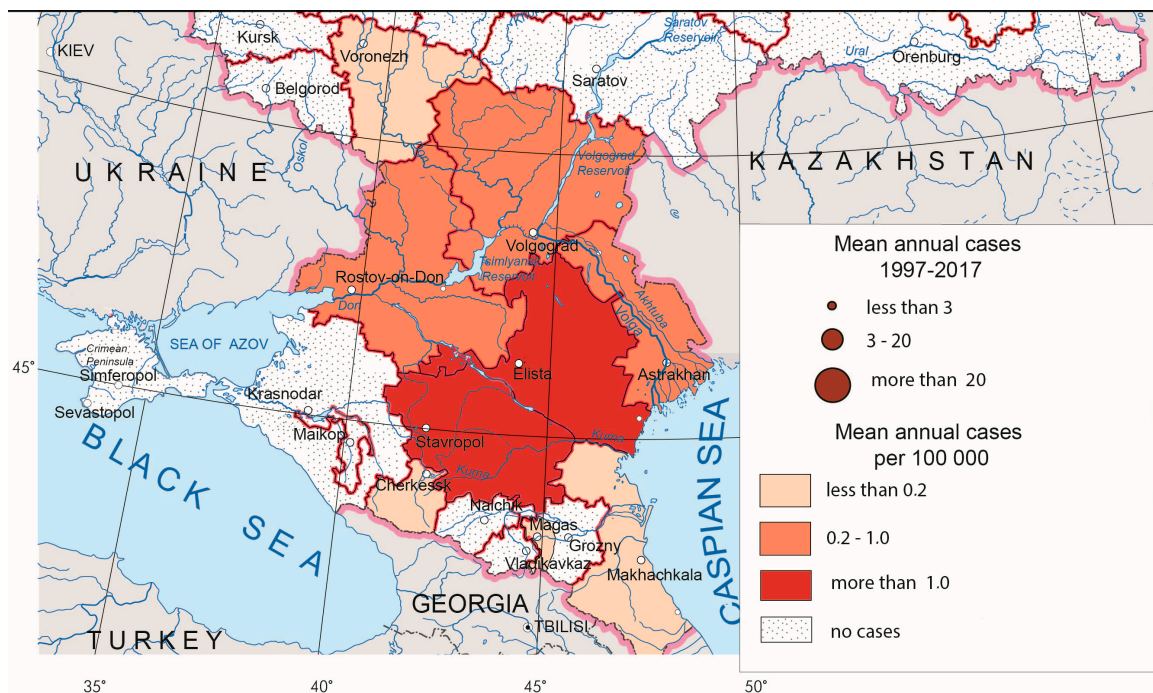 KIEV
Kursk
Voronezh
Belgorod
Oskol
Saratov
Reservoir
Saratov
Ural
Orenburg
UKRAINE
KAZAKHSTAN
Don
Volgograd
Reservoir
Volgograd
Tsimlyansk
Reservoir
Rostov-on-Don
Don
Akhtuba
Volga
Astrakhan
Elista
SEA OF AZOV
Crimean
Peninsula
Simferopol
Sevastopol
45°
Krasnodar
Maikop
Stavropol
Kuma
Kuma
Cherkessk
Nalchik
Magas
Grozny
Vladikavkaz
Makhachkala
BLACK SEA
CASPIAN SEA
GEORGIA
TBILISI
TURKEY
35°
40°
45°
50°
Mean annual cases
1997-2017
less than 3
3 - 20
more than 20
Mean annual cases
per 100 000
less than 0.2
0.2 - 1.0
more than 1.0
no cases